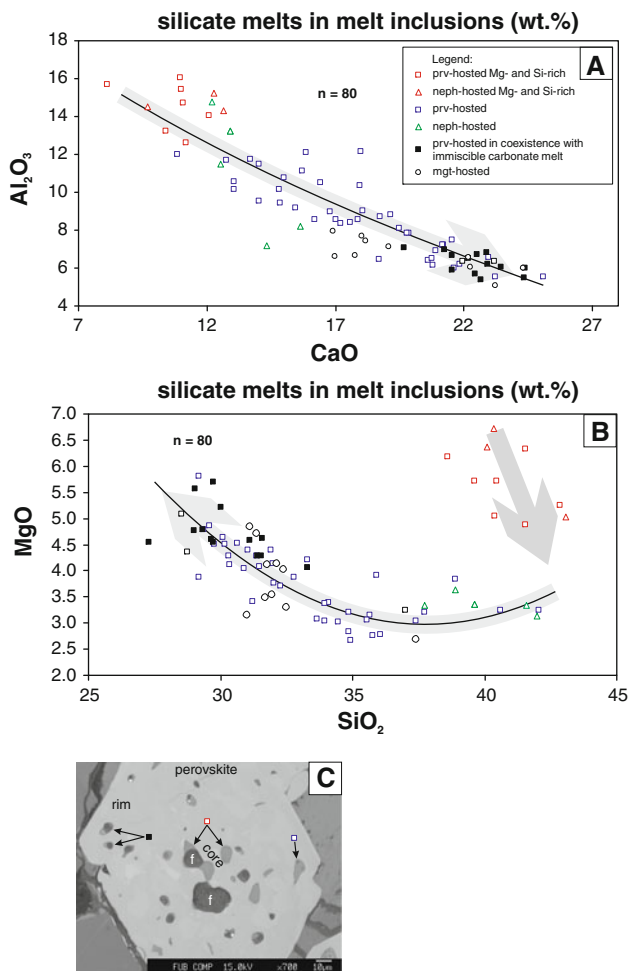 silicate melts in melt inclusions (wt.%)
A
18
16
14
12
10
8
6
4
Al₂O₃
n = 80
Legend:
prv-hosted Mg- and Si-rich
neph-hosted Mg- and Si-rich
prv-hosted
neph-hosted
prv-hosted in coexistence with
immiscible carbonate melt
mgt-hosted
7 12 17 22 27
CaO
silicate melts in melt inclusions (wt.%)
B
7.0
6.5
6.0
5.5
5.0
4.5
4.0
3.5
3.0
2.5
2.0
MgO
n = 80
25 30 35 40 45
SiO₂
C
perovskite
rim
core
f
f
FUB COMP 15.0kV x700 10µm